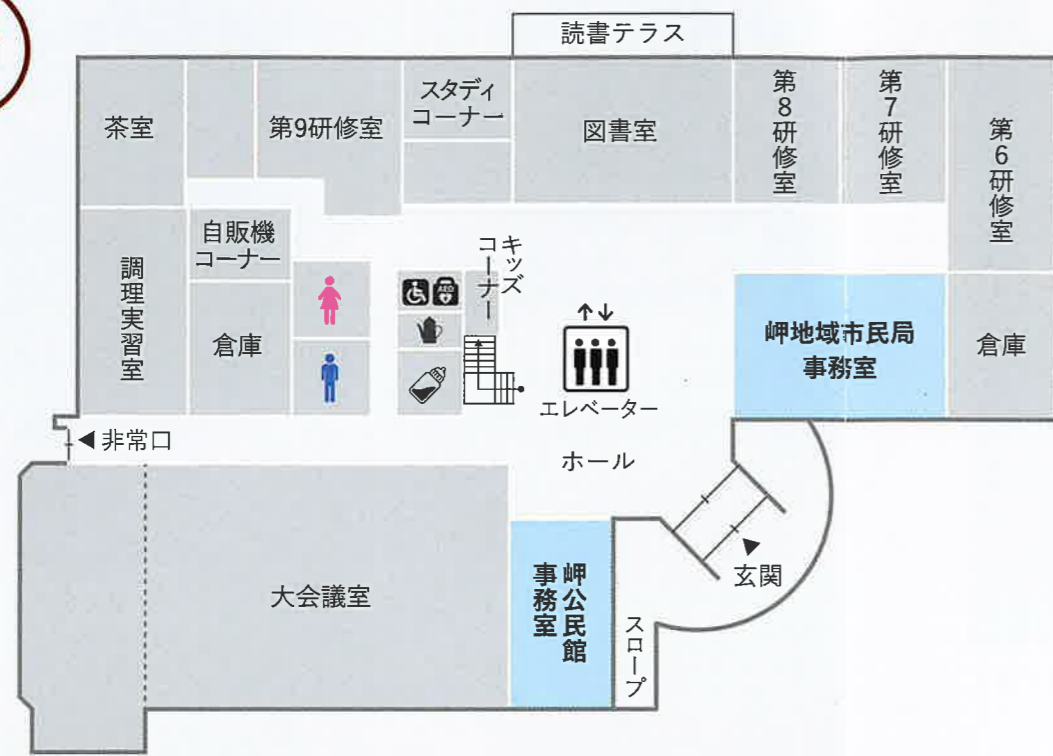 読書テラス
茶室
第9研修室
スタディ
コーナー
図書室
第8研修室
第7研修室
第6研修室
調理実習室
自販機
コーナー
倉庫
キッズ
コーナー
AED
エレベーター
岬地域市民局
事務室
倉庫
非常口
ホール
大会議室
岬公民館
事務室
スロープ
玄関